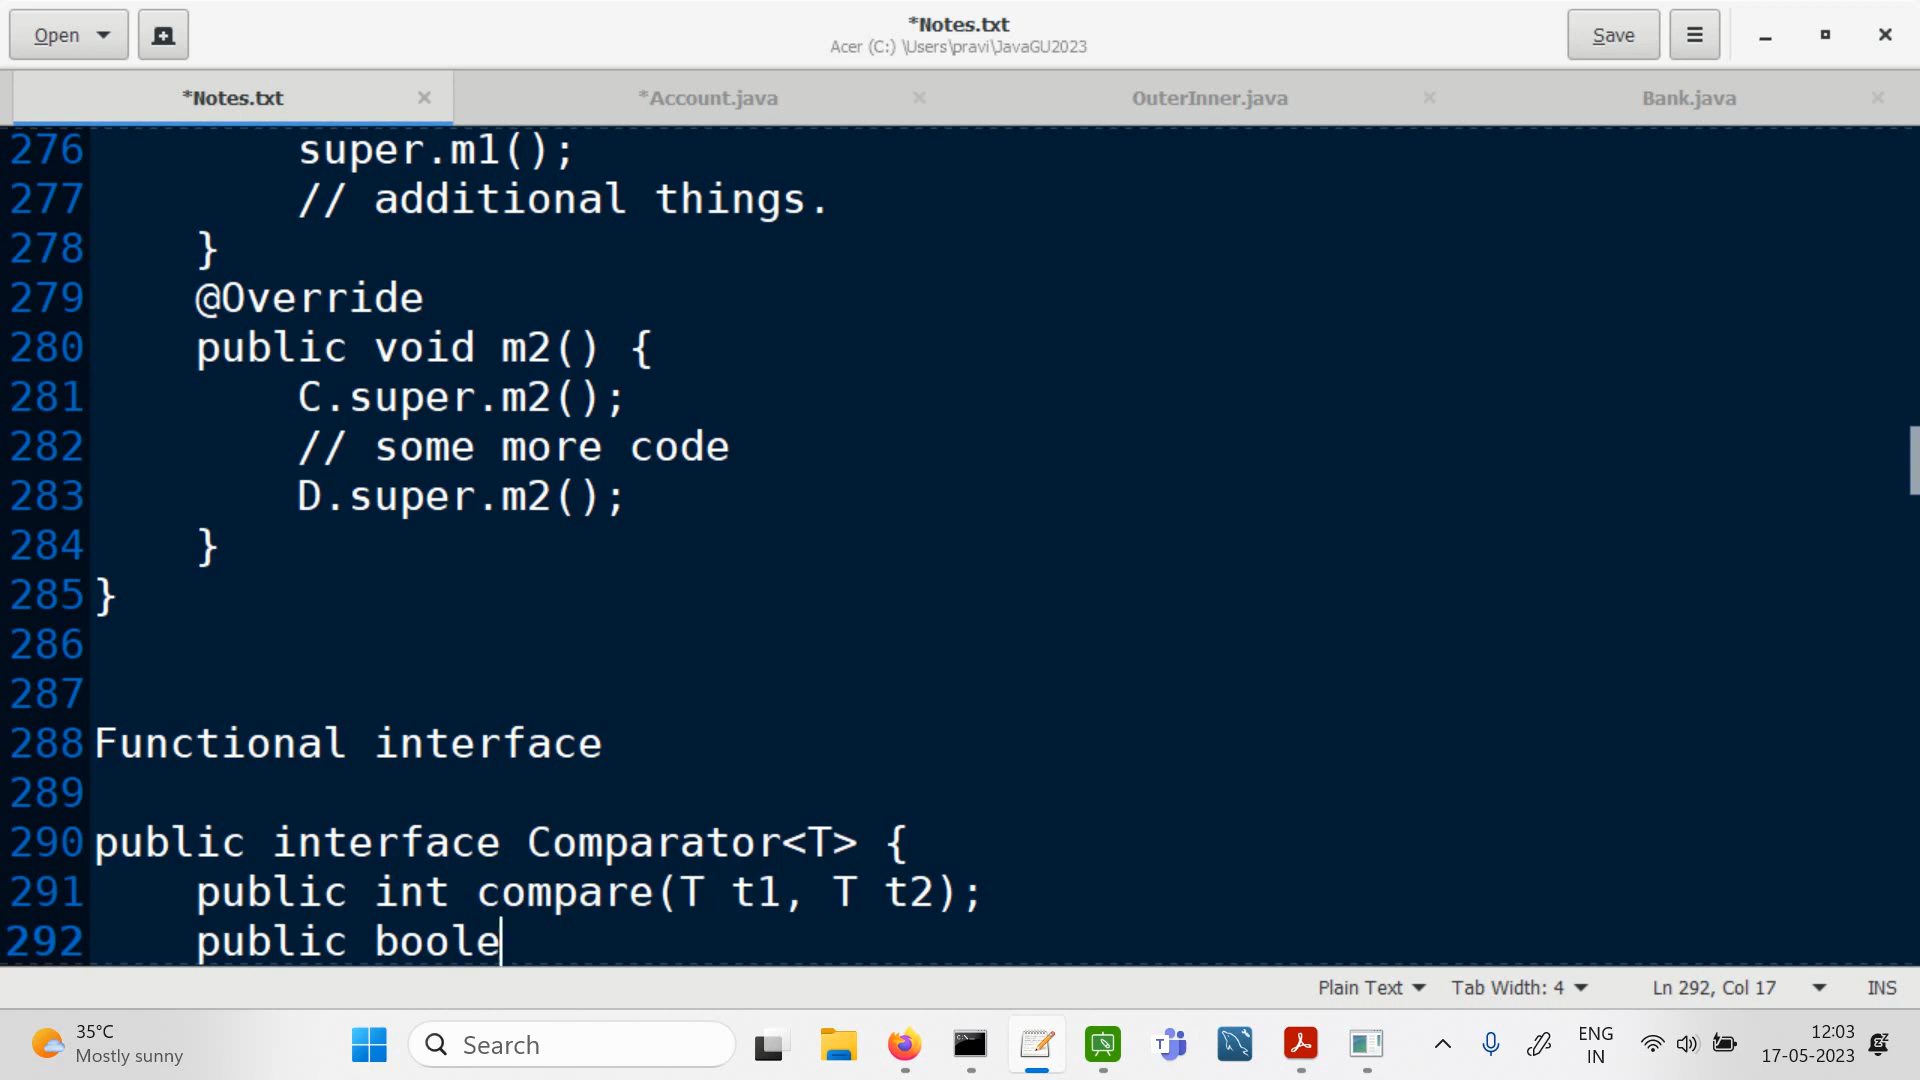 Open
*Notes.txt
Acer (C:) \Users\pravi\JavaGU2023
Save
*Notes.txt
*Account.java
OuterInner.java
Bank.java
276 super.m1();
277 // additional things.
278 }
279 @Override
280 public void m2() {
281 C.super.m2();
282 // some more code
283 D.super.m2();
284 }
285 }
286
287
288 Functional interface
289
290 public interface Comparator<T> {
291 public int compare(T t1, T t2);
292 public boole
Plain Text
Tab Width: 4
Ln 292, Col 17
INS
35°C
Mostly sunny
Search
ENG
IN
12:03
17-05-2023